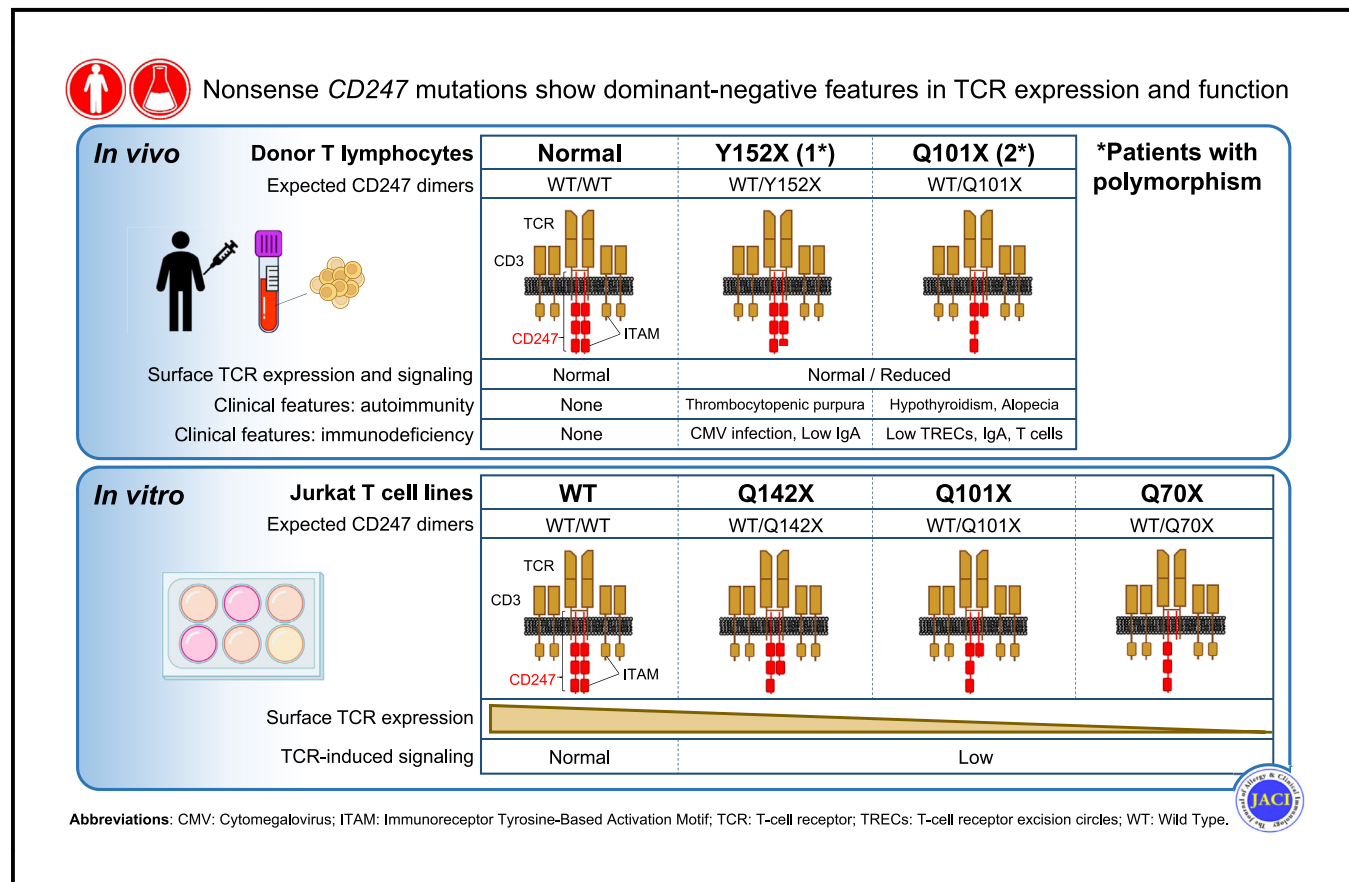 Nonsense CD247 mutations show dominant-negative features in TCR expression and function
In vivo
Donor T lymphocytes
Normal
Y152X (1*)
Q101X (2*)
*Patients with
polymorphism
Expected CD247 dimers
WT/WT
WT/Y152X
WT/Q101X
TCR
CD3
CD247
ITAM
Surface TCR expression and signaling
Normal
Normal / Reduced
Clinical features: autoimmunity
None
Thrombocytopenic purpura
Hypothyroidism, Alopecia
Clinical features: immunodeficiency
None
CMV infection, Low IgA
Low TRECs, IgA, T cells
In vitro
Jurkat T cell lines
WT
Q142X
Q101X
Q70X
Expected CD247 dimers
WT/WT
WT/Q142X
WT/Q101X
WT/Q70X
TCR
CD3
CD247
ITAM
Surface TCR expression
TCR-induced signaling
Normal
Low
The Journal of Allergy & Clinical Immunology
JACI
Abbreviations: CMV: Cytomegalovirus; ITAM: Immunoreceptor Tyrosine-Based Activation Motif; TCR: T-cell receptor; TRECs: T-cell receptor excision circles; WT: Wild Type.